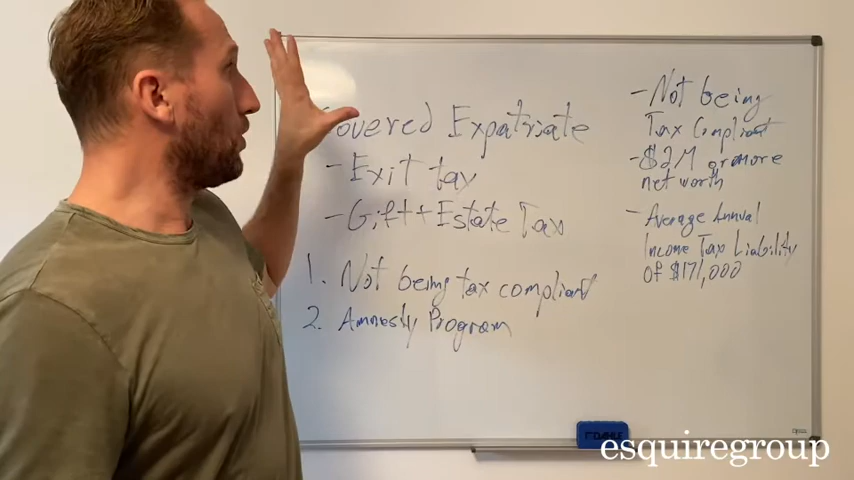 Covered Expatriate
- Exit tax
- Gift + Estate Tax
1. Not being tax compliant
2. Amnesty Program
- Not being
Tax Compliant
- $2M or more
net worth
- Average Annual
Income Tax Liability
Of $171,000
esquiregroup